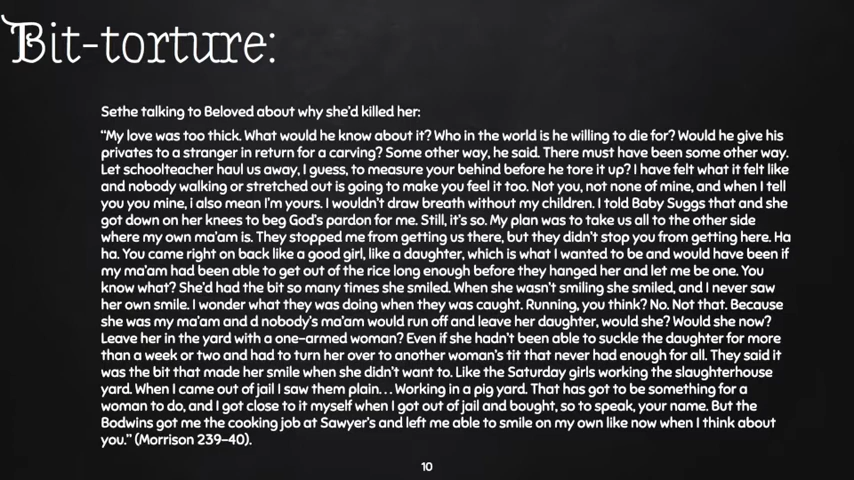 Bit-torture:
Sethe talking to Beloved about why she'd killed her:
"My love was too thick. What would he know about it? Who in the world is he willing to die for? Would he give his
privates to a stranger in return for a carving? Some other way, he said. There must have been some other way.
Let schoolteacher haul us away, I guess, to measure your behind before he tore it up? I have felt what it felt like
and nobody walking or stretched out is going to make you feel it too. Not you, not none of mine, and when I tell
you you mine, i also mean I'm yours. I wouldn't draw breath without my children. I told Baby Suggs that and she
got down on her knees to beg God's pardon for me. Still, it's so. My plan was to take us all to the other side
where my own ma'am is. They stopped me from getting us there, but they didn't stop you from getting here. Ha
ha. You came right on back like a good girl, like a daughter, which is what I wanted to be and would have been if
my ma'am had been able to get out of the rice long enough before they hanged her and let me be one. You
know what? She'd had the bit so many times she smiled. When she wasn't smiling she smiled, and I never saw
her own smile. I wonder what they was doing when they was caught. Running, you think? No. Not that. Because
she was my ma'am and d nobody's ma'am would run off and leave her daughter, would she? Would she now?
Leave her in the yard with a one-armed woman? Even if she hadn't been able to suckle the daughter for more
than a week or two and had to turn her over to another woman's tit that never had enough for all. They said it
was the bit that made her smile when she didn't want to. Like the Saturday girls working the slaughterhouse
yard. When I came out of jail I saw them plain... Working in a pig yard. That has got to be something for a
woman to do, and I got close to it myself when I got out of jail and bought, so to speak, your name. But the
Bodwins got me the cooking job at Sawyer's and left me able to smile on my own like now when I think about
you." (Morrison 239-40).
10